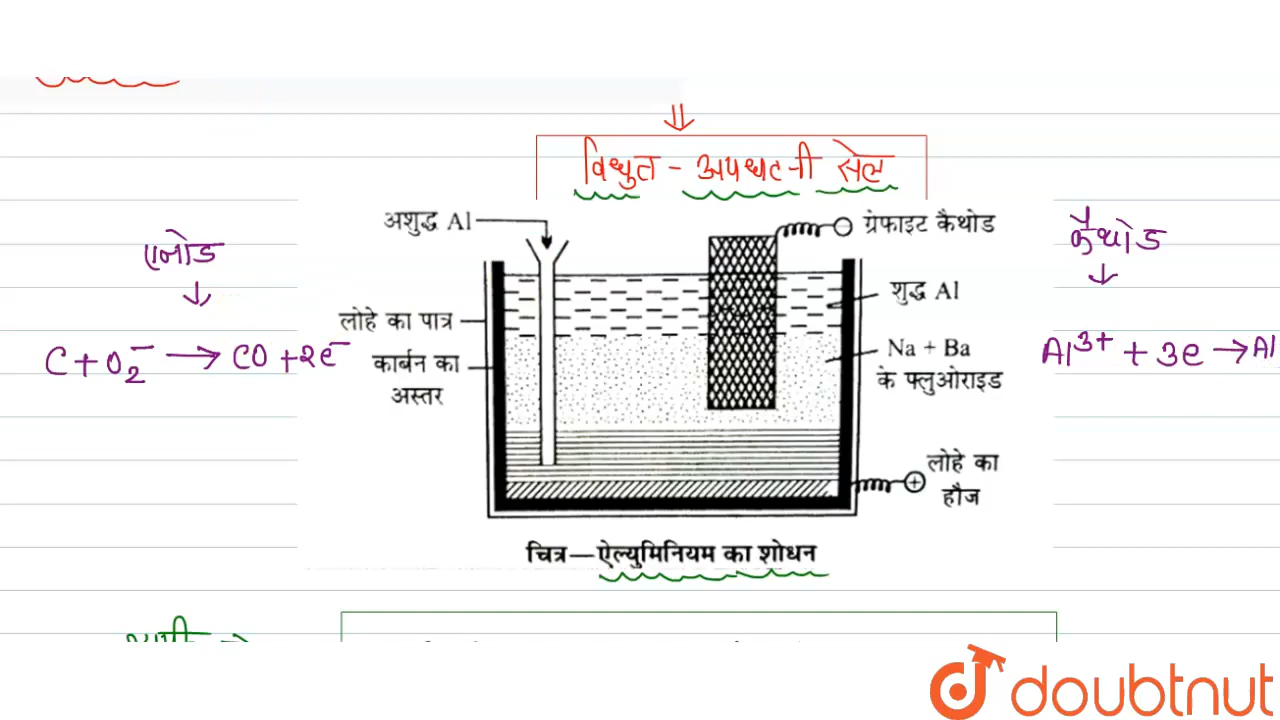 विधुत - अपघटनी सेल
अशुद्ध Al
ग्रेफाइट कैथोड
एनोड
कैथोड
शुद्ध Al
लोहे का पात्र
C + O₂⁻ → CO + 2e⁻
कार्बन का
अस्तर
Na + Ba
के फ्लुओराइड
Al³⁺ + 3e → Al
लोहे का
हौज
चित्र—ऐल्युमिनियम का शोधन
doubtnut